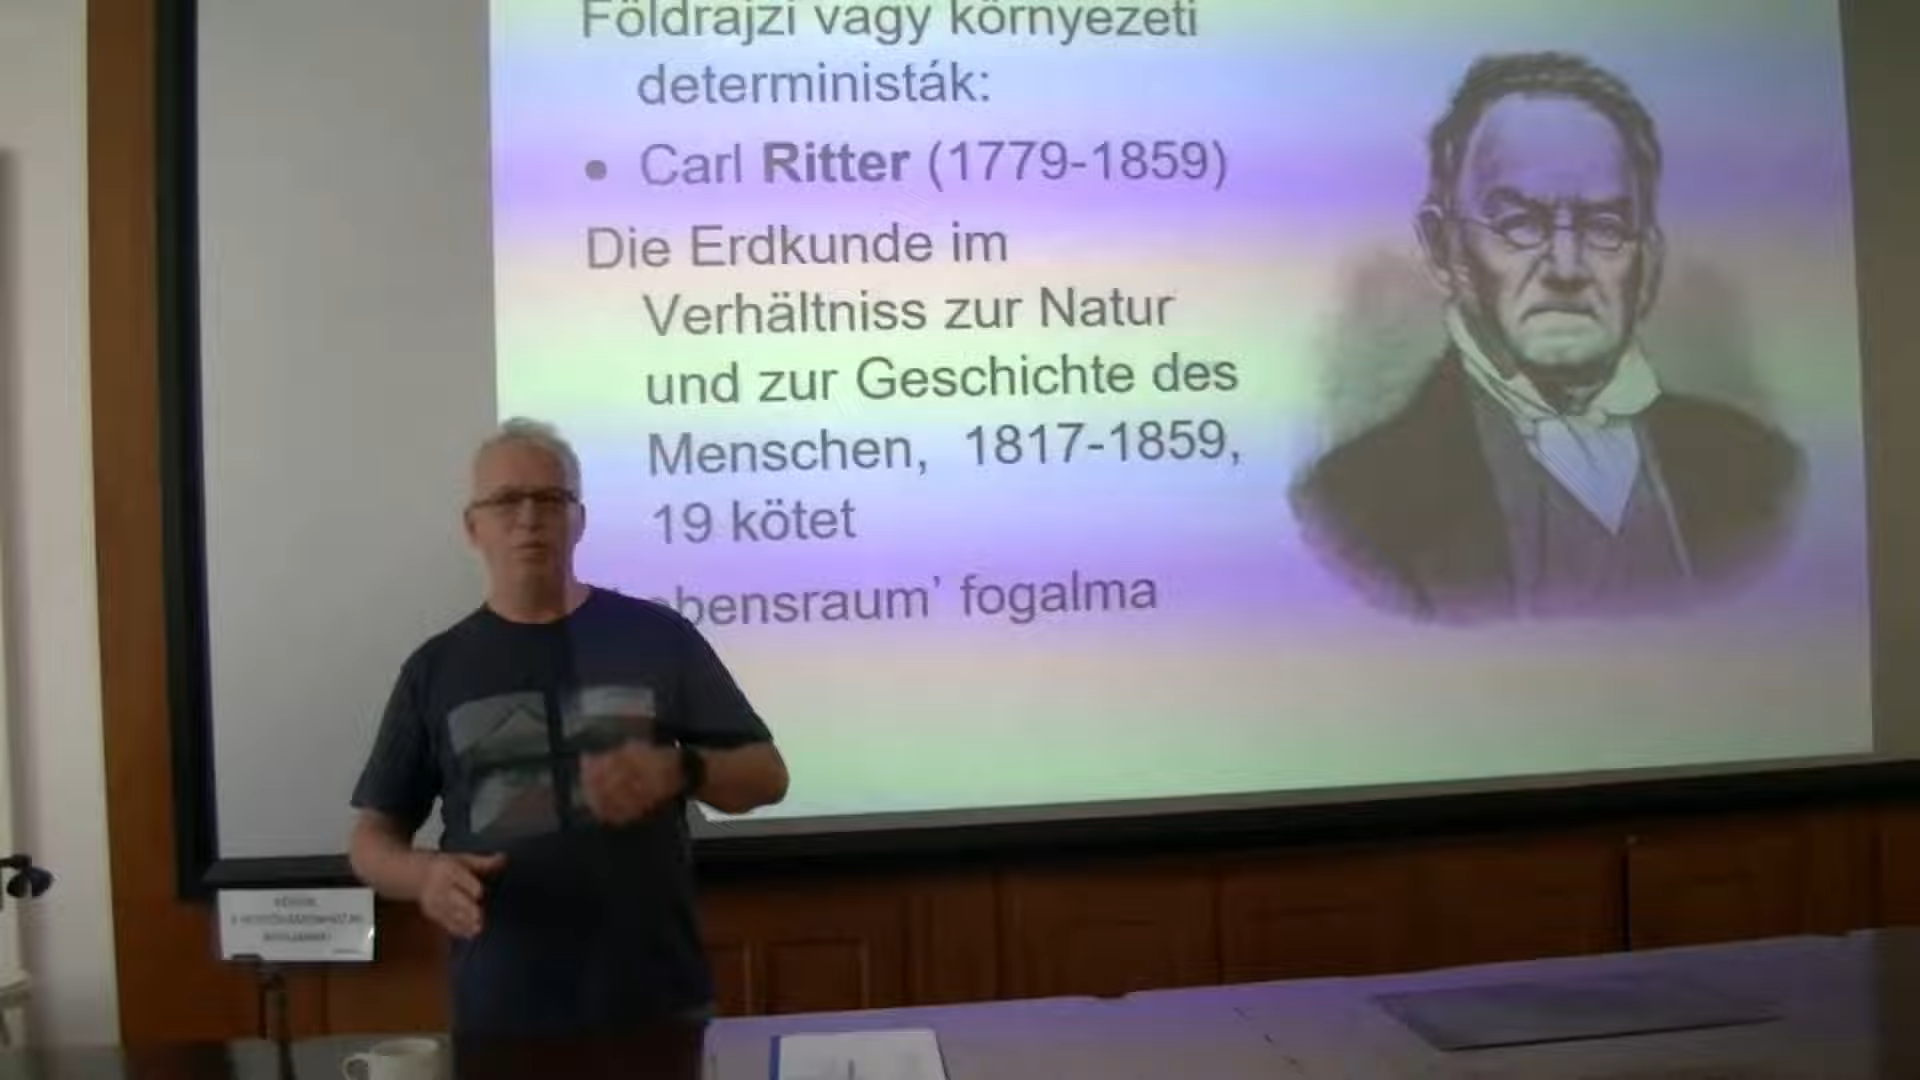 Földrajzi vagy környezeti
deterministák:
• Carl Ritter (1779-1859)
Die Erdkunde im
Verhältniss zur Natur
und zur Geschichte des
Menschen, 1817-1859,
19 kötet
fogalma